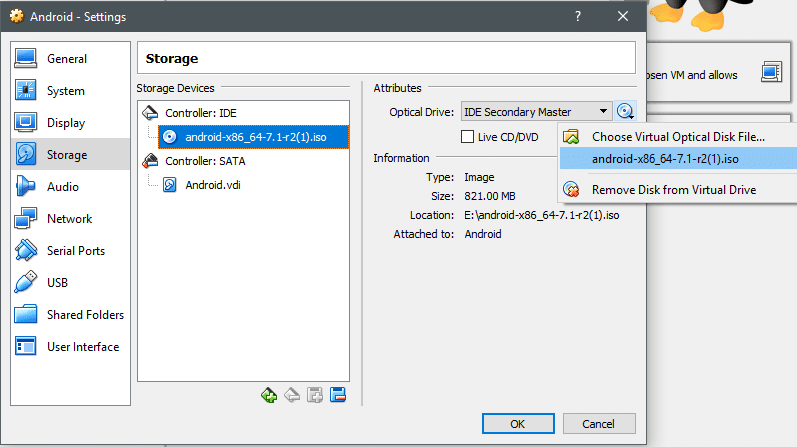 Android - Settings
?
General
System
Display
Storage
Audio
Network
Serial Ports
USB
Shared Folders
User Interface
Storage
Storage Devices
Controller: IDE
android-x86_64-7.1-r2(1).iso
Controller: SATA
Android.vdi
Attributes
Optical Drive: IDE Secondary Master
Live CD/DVD
Information
Type: Image
Size: 821.00 MB
Location: E:\android-x86_64-7.1-r2(1).iso
Attached to: Android
Choose Virtual Optical Disk File...
android-x86_64-7.1-r2(1).iso
Remove Disk from Virtual Drive
OK
Cancel
osen VM and allows